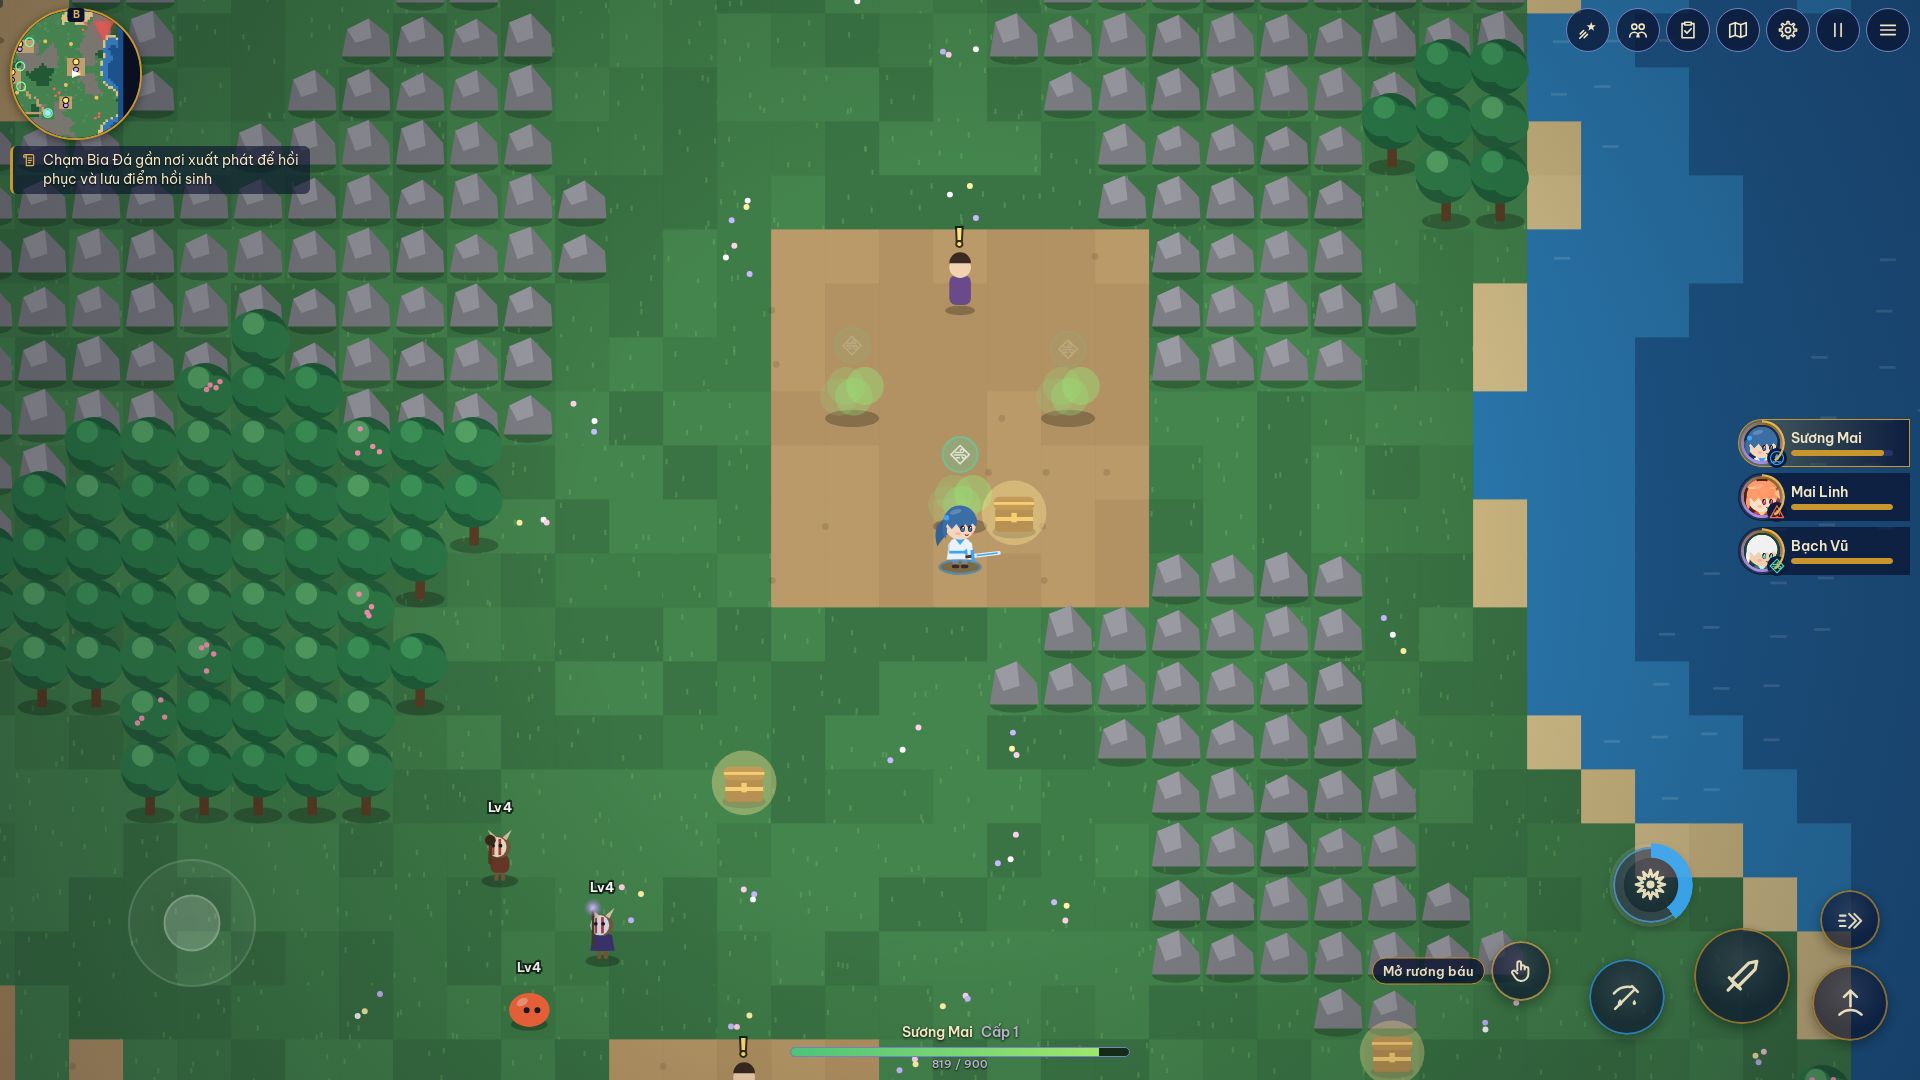 B
Chạm Bia Đá gần nơi xuất phát để hồi
phục và lưu điểm hồi sinh
!
Sương Mai
Mai Linh
Bạch Vũ
Lv4
Lv4
Lv4
Mở rương báu
!
Sương Mai Cấp 1
819 / 900